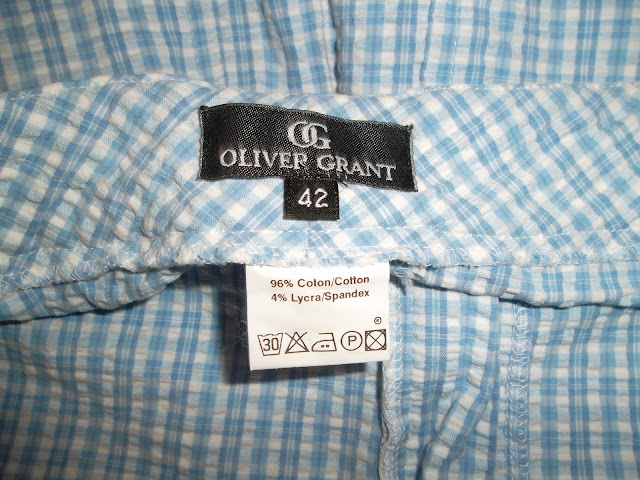 OG
OLIVER GRANT
42
96% Coton/Cotton
4% Lycra/Spandex
®
30 P